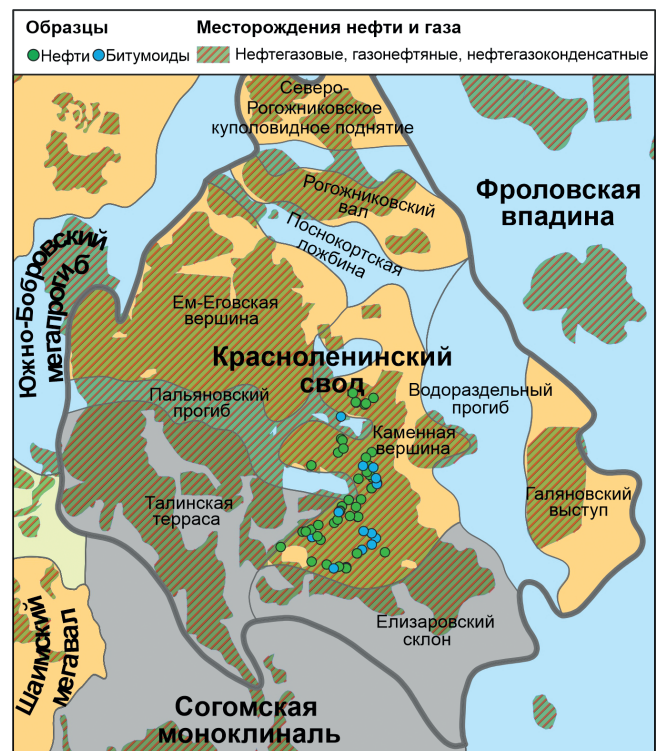 Образцы
Нефти
Битумоиды
Месторождения нефти и газа
Нефтегазовые, газонефтяные, нефтегазоконденсатные
Северо-
Рогожниковское
куполовидное поднятие
Рогожниковский
вал
Фроловская
впадина
Поснокортская
ложбина
Южно-Бобровский
мегапрогиб
Ем-Еговская
вершина
Красноленинский
свод
Пальяновский
прогиб
Водораздельный
прогиб
Каменная
вершина
Талинская
терраса
Галяновский
выступ
Елизаровский
склон
Шаимский
мегавал
Согомская
моноклиналь